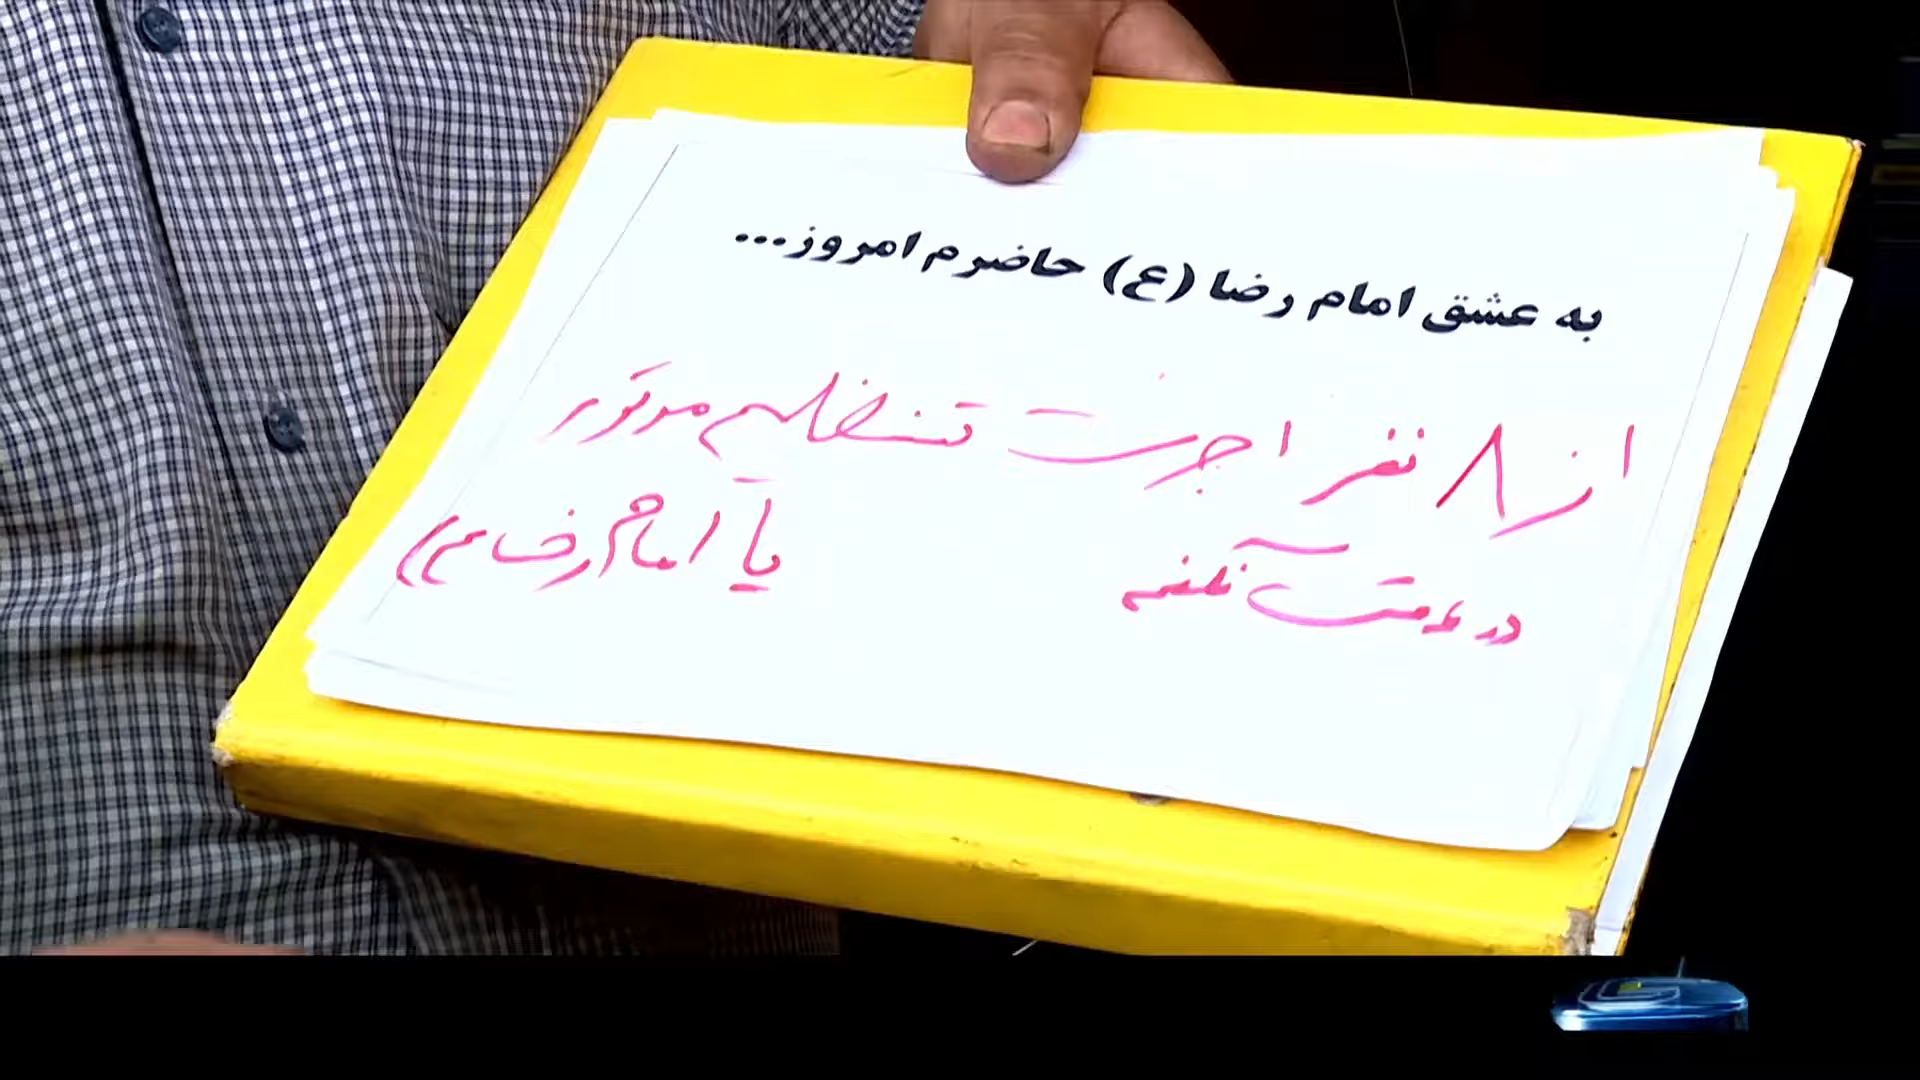 به عشق امام رضا (ع) حاضرم امروز...
از ۸ نفر اجرت تنظیم موتور
دریافت نکنم
یا امام رضا (ع)